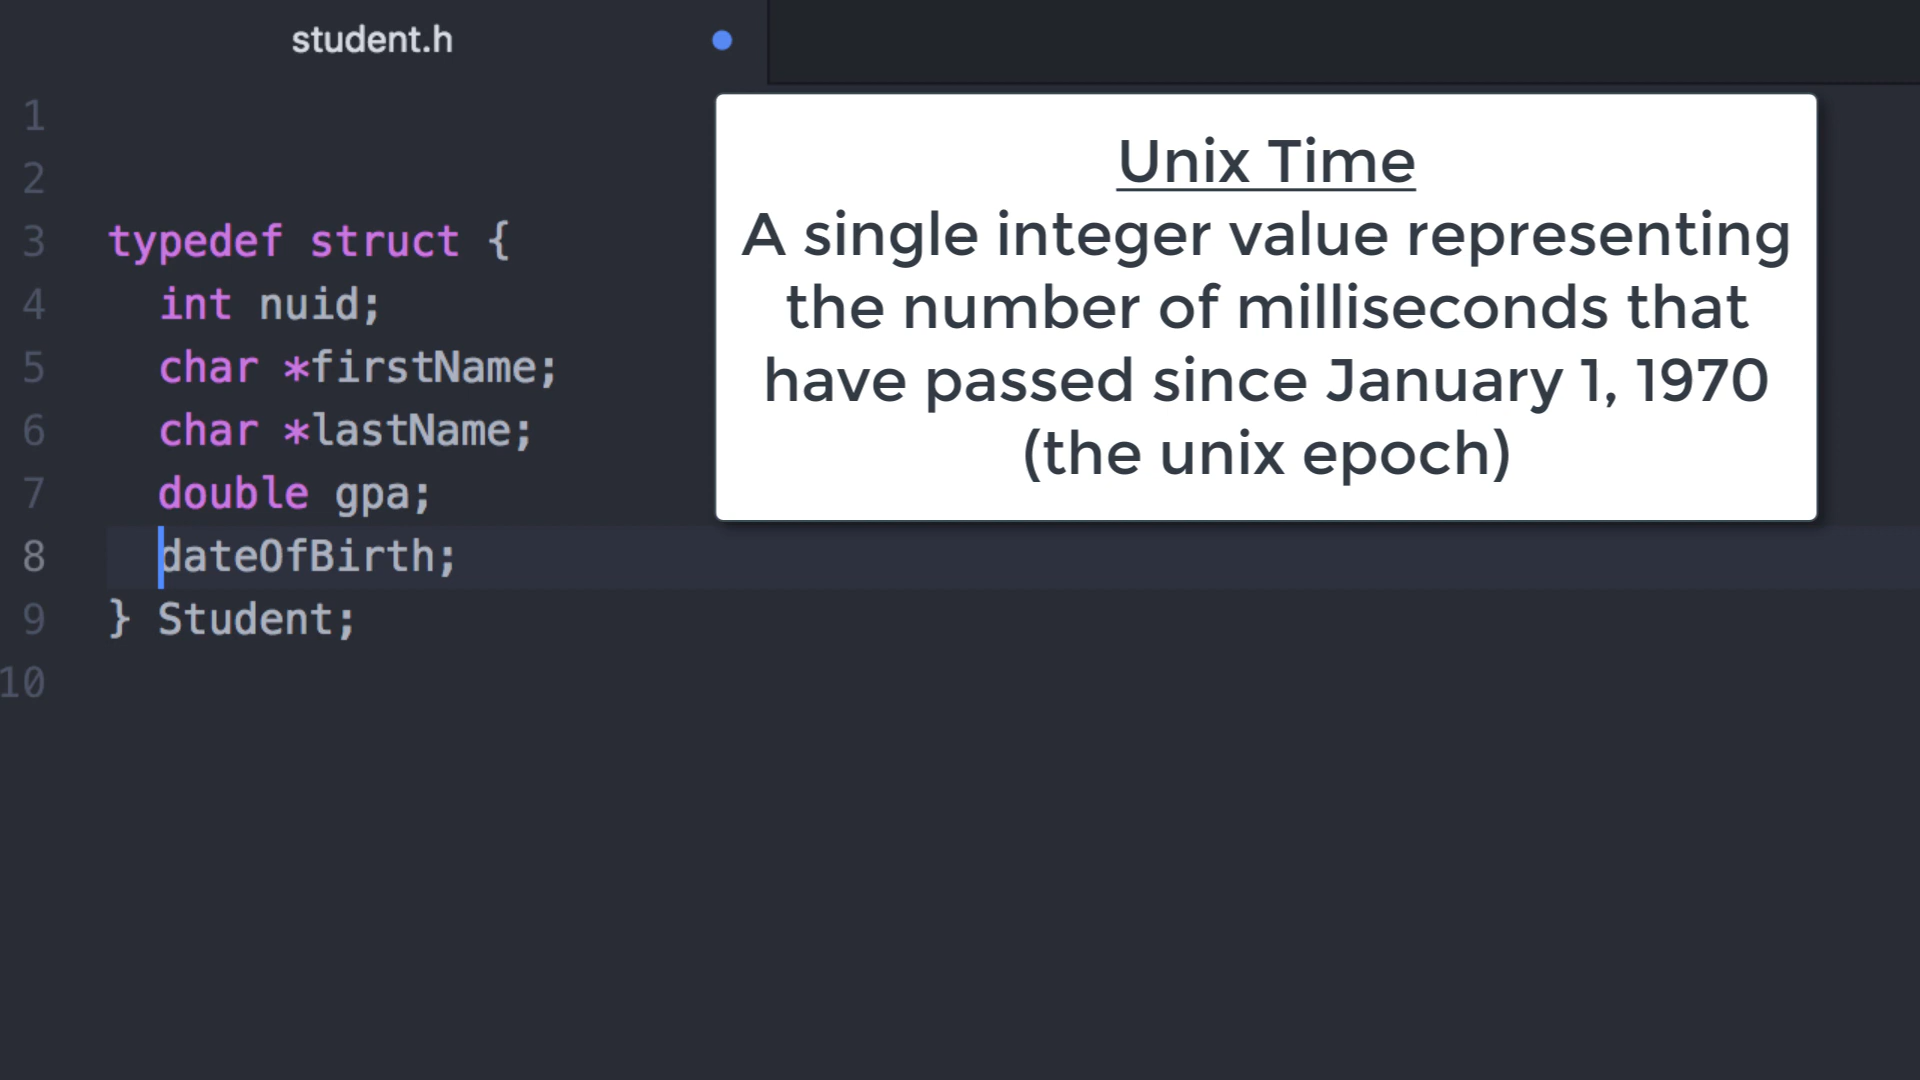 student.h
Unix Time
A single integer value representing
the number of milliseconds that
have passed since January 1, 1970
(the unix epoch)
1
2
3 typedef struct {
4 int nuid;
5 char *firstName;
6 char *lastName;
7 double gpa;
8 dateOfBirth;
9 } Student;
10